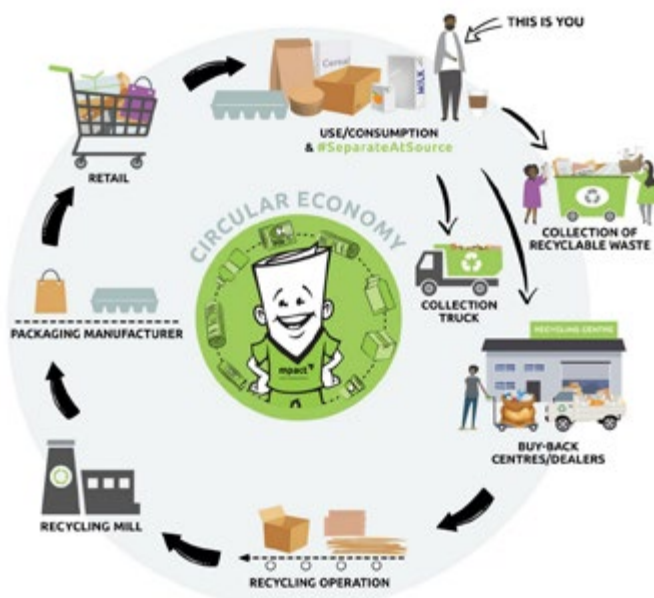 THIS IS YOU
Cereal
MILK
USE/CONSUMPTION
& #SeparateAtSource
RETAIL
COLLECTION OF
RECYCLABLE WASTE
CIRCULAR ECONOMY
COLLECTION
TRUCK
PACKAGING MANUFACTURER
mpact
RECYCLING CENTRE
BUY-BACK
CENTRES/DEALERS
RECYCLING MILL
RECYCLING OPERATION